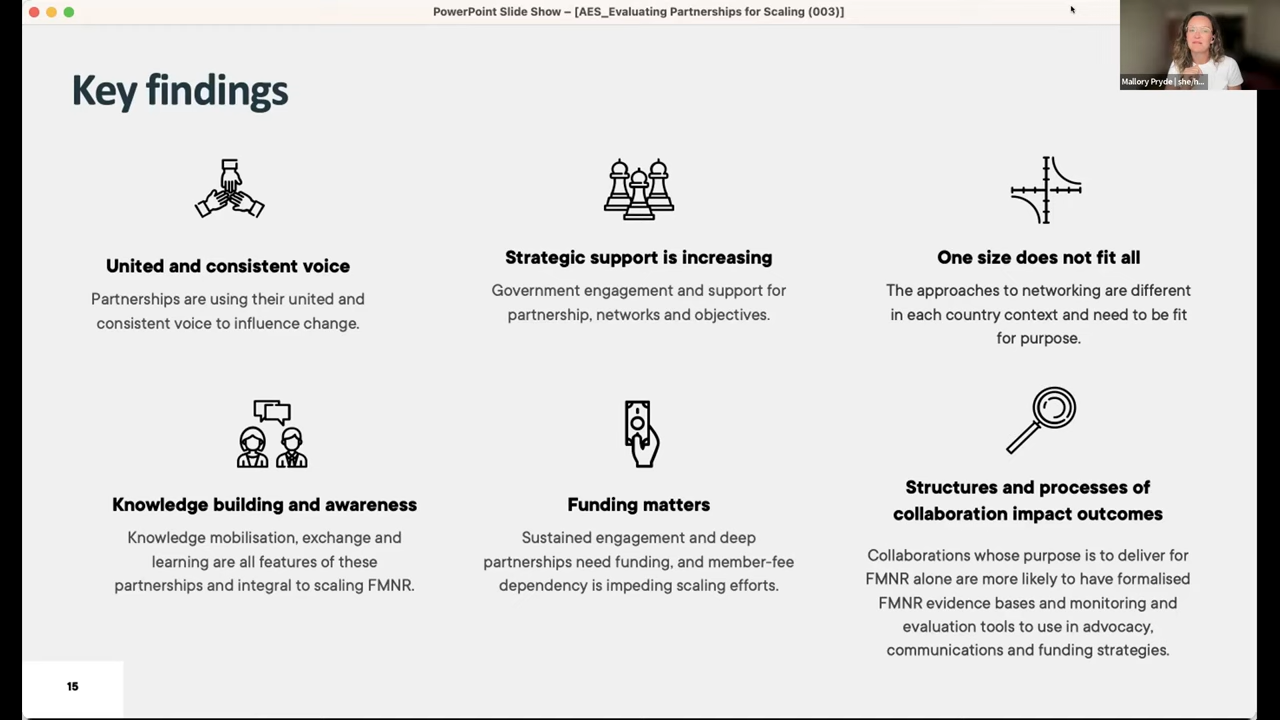 PowerPoint Slide Show – [AES_Evaluating Partnerships for Scaling (003)]
Mallory Pryde | she/h...
Key findings
United and consistent voice
Partnerships are using their united and
consistent voice to influence change.
Strategic support is increasing
Government engagement and support for
partnership, networks and objectives.
One size does not fit all
The approaches to networking are different
in each country context and need to be fit
for purpose.
Knowledge building and awareness
Knowledge mobilisation, exchange and
learning are all features of these
partnerships and integral to scaling FMNR.
Funding matters
Sustained engagement and deep
partnerships need funding, and member-fee
dependency is impeding scaling efforts.
Structures and processes of
collaboration impact outcomes
Collaborations whose purpose is to deliver for
FMNR alone are more likely to have formalised
FMNR evidence bases and monitoring and
evaluation tools to use in advocacy,
communications and funding strategies.
15